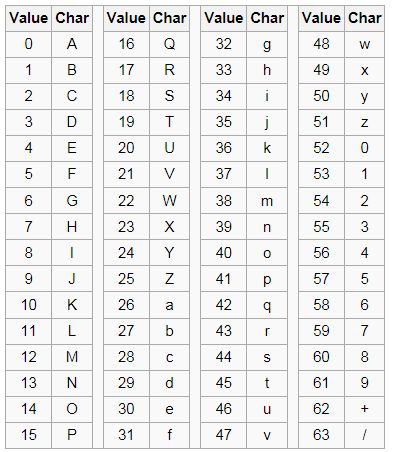 Value Char Value Char Value Char Value Char
0 A 16 Q 32 g 48 w
1 B 17 R 33 h 49 x
2 C 18 S 34 i 50 y
3 D 19 T 35 j 51 z
4 E 20 U 36 k 52 0
5 F 21 V 37 l 53 1
6 G 22 W 38 m 54 2
7 H 23 X 39 n 55 3
8 I 24 Y 40 o 56 4
9 J 25 Z 41 p 57 5
10 K 26 a 42 q 58 6
11 L 27 b 43 r 59 7
12 M 28 c 44 s 60 8
13 N 29 d 45 t 61 9
14 O 30 e 46 u 62 +
15 P 31 f 47 v 63 /